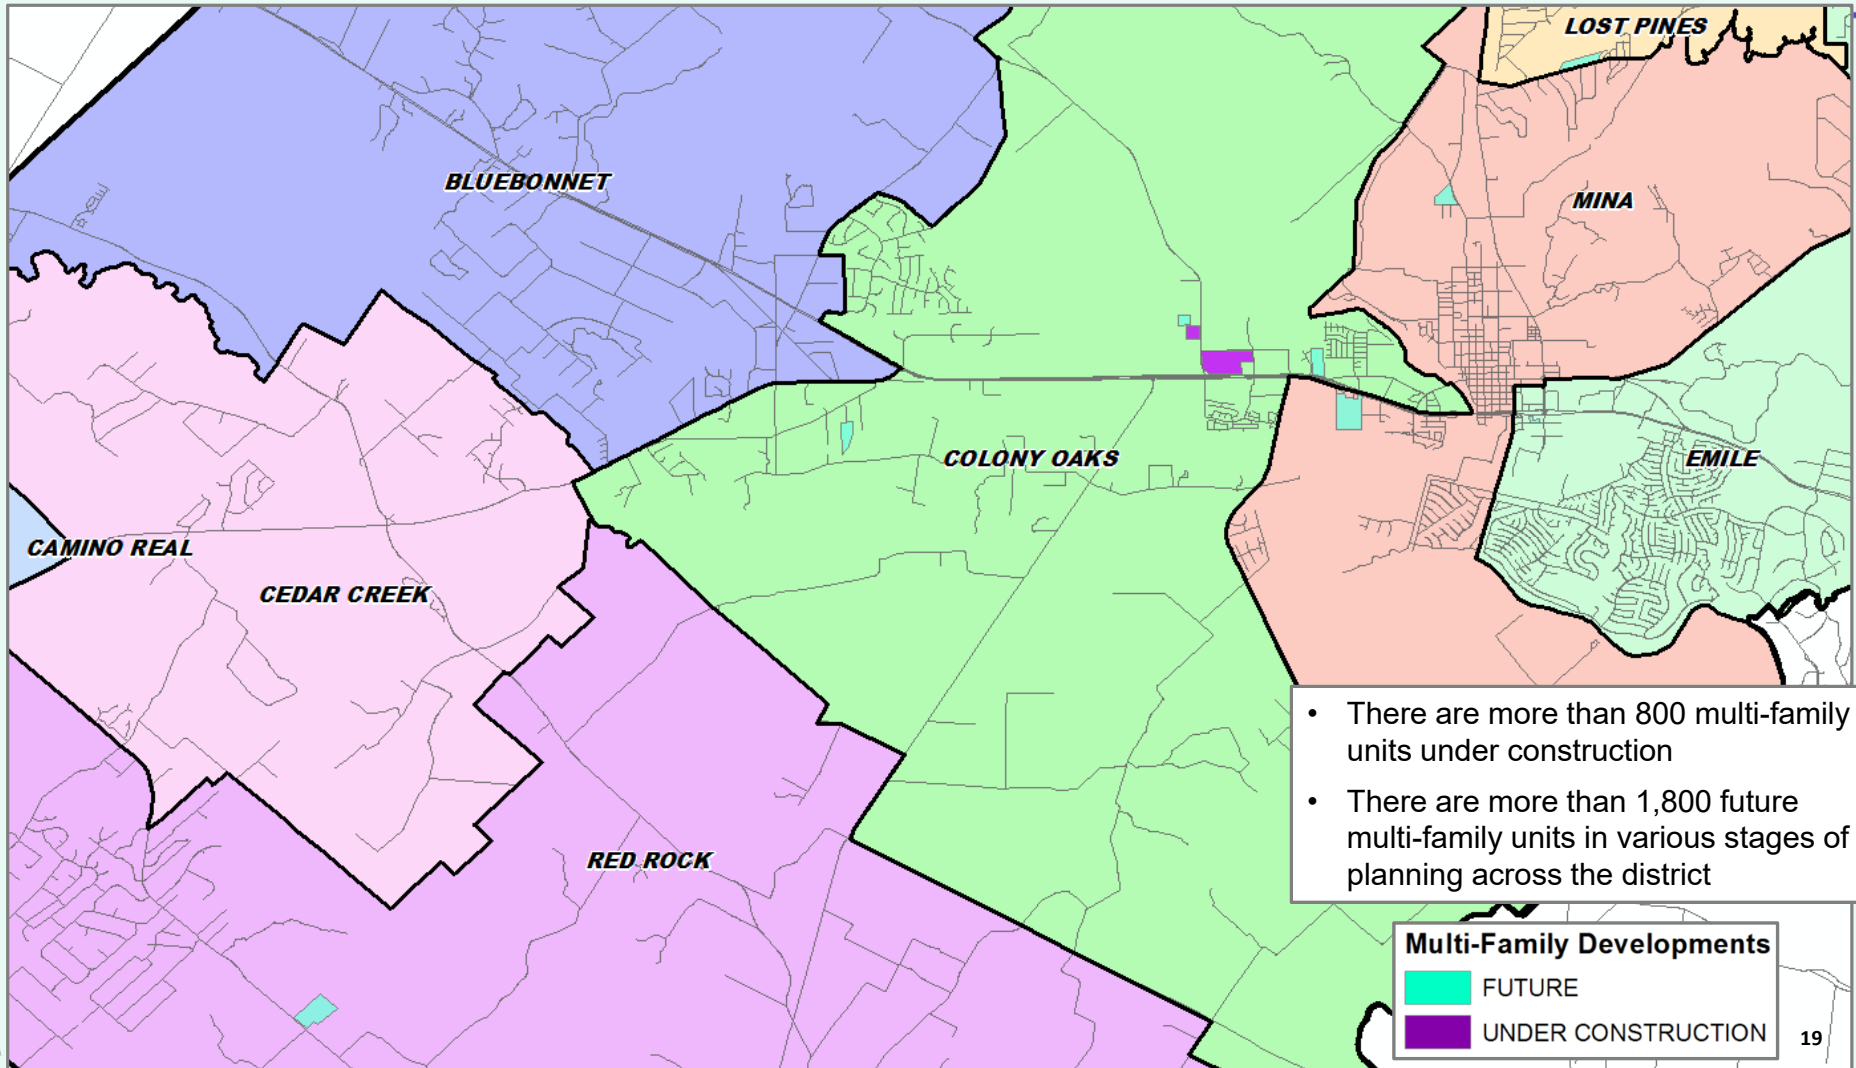 LOST PINES
BLUEBONNET
MINA
COLONY OAKS
EMILE
CAMINO REAL
CEDAR CREEK
RED ROCK
• There are more than 800 multi-family
units under construction
• There are more than 1,800 future
multi-family units in various stages of
planning across the district
Multi-Family Developments
FUTURE
UNDER CONSTRUCTION
19